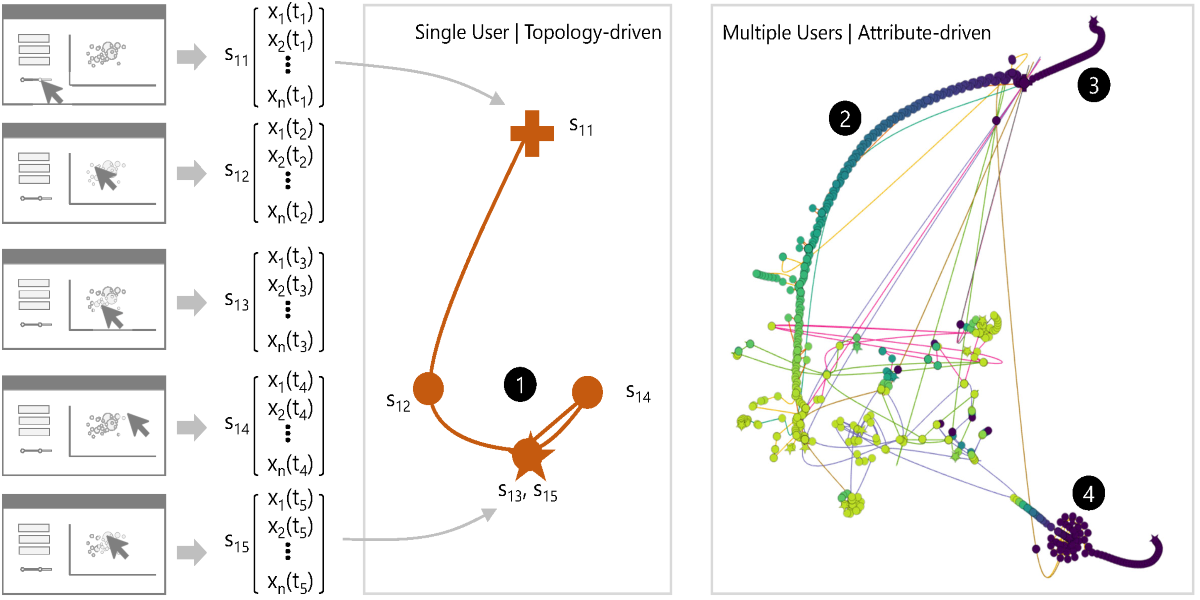 x₁(t₁)
x₂(t₁)
s₁₁
xₙ(t₁)
x₁(t₂)
x₂(t₂)
s₁₂
xₙ(t₂)
x₁(t₃)
x₂(t₃)
s₁₃
xₙ(t₃)
x₁(t₄)
x₂(t₄)
s₁₄
xₙ(t₄)
x₁(t₅)
x₂(t₅)
s₁₅
xₙ(t₅)
Single User | Topology-driven
s₁₁
1
s₁₂
s₁₄
s₁₃, s₁₅
Multiple Users | Attribute-driven
3
2
4